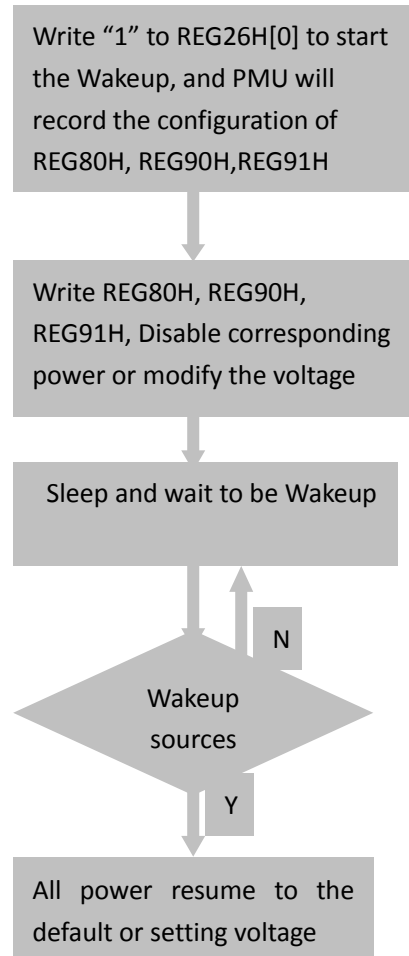 Write “1” to REG26H[0] to start
the Wakeup, and PMU will
record the configuration of
REG80H, REG90H,REG91H
Write REG80H, REG90H,
REG91H, Disable corresponding
power or modify the voltage
Sleep and wait to be Wakeup
N
Wakeup
sources
Y
All power resume to the
default or setting voltage